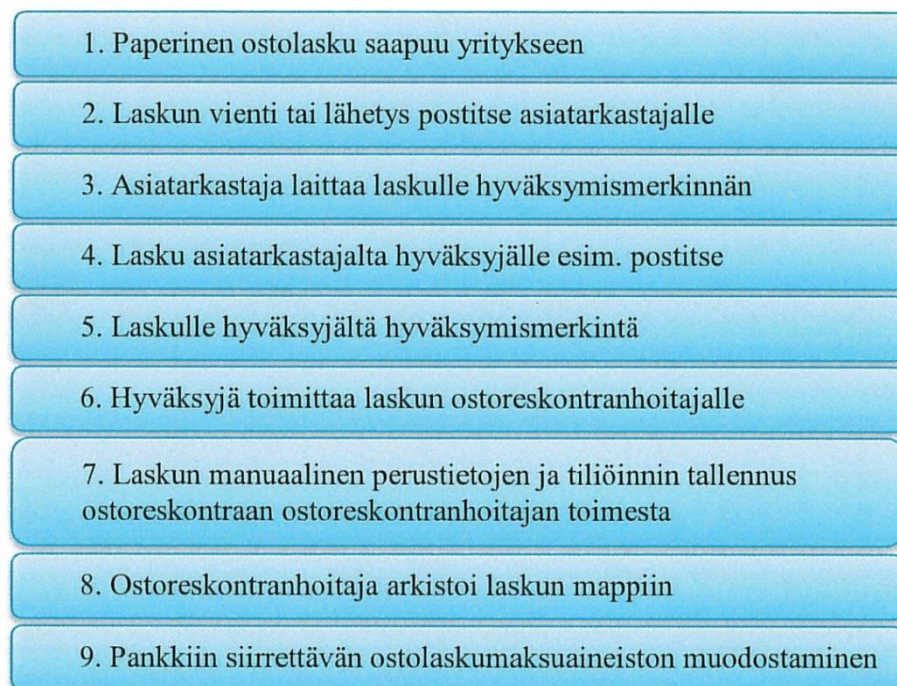 1. Paperinen ostolasku saapuu yritykseen
2. Laskun vienti tai lähetys postitse asiatarkastajalle
3. Asiatarkastaja laittaa laskulle hyväksymismerkinnän
4. Lasku asiatarkastajalta hyväksyjälle esim. postitse
5. Laskulle hyväksyjältä hyväksymismerkintä
6. Hyväksyjä toimittaa laskun ostoreskontranhoitajalle
7. Laskun manuaalinen perustietojen ja tiliöinnin tallennus
ostoreskontraan ostoreskontranhoitajan toimesta
8. Ostoreskontranhoitaja arkistoi laskun mappiin
9. Pankkiin siirrettävän ostolaskumaksuaineiston muodostaminen